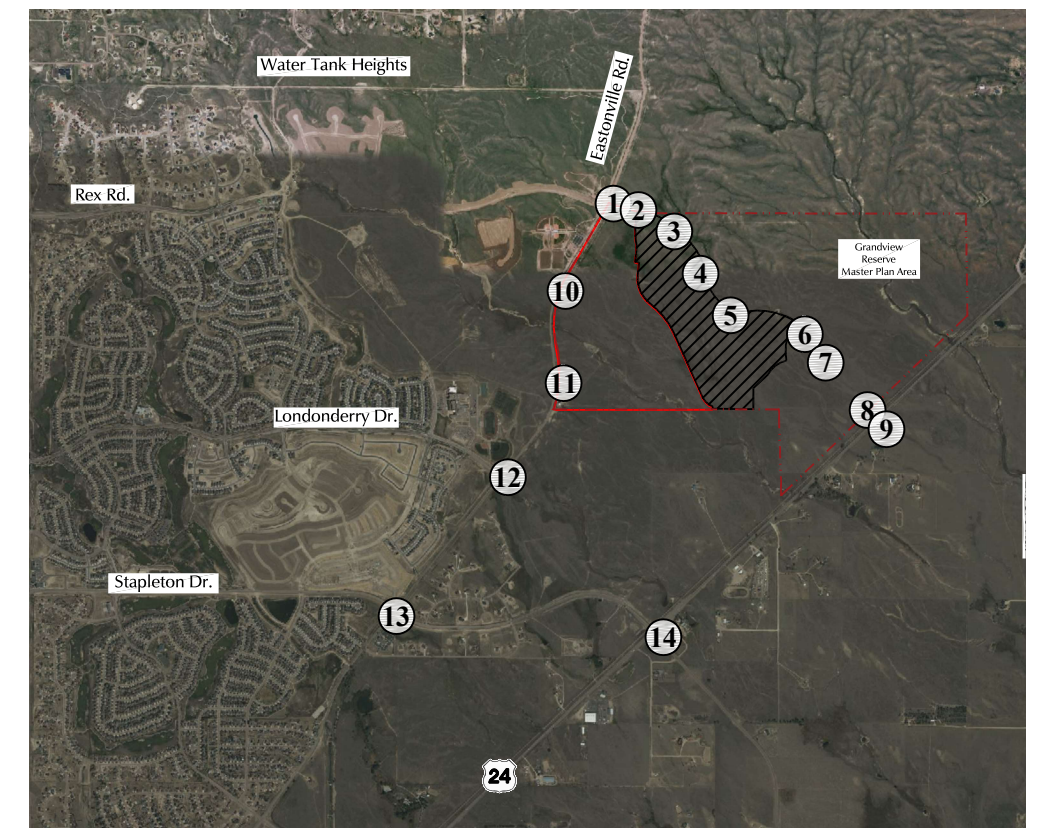 Water Tank Heights
Eastonville Rd.
Rex Rd.
1
2
3
Grandview
Reserve
Master Plan Area
4
10
5
6
7
11
8
Londonderry Dr.
9
12
Stapleton Dr.
13
14
24